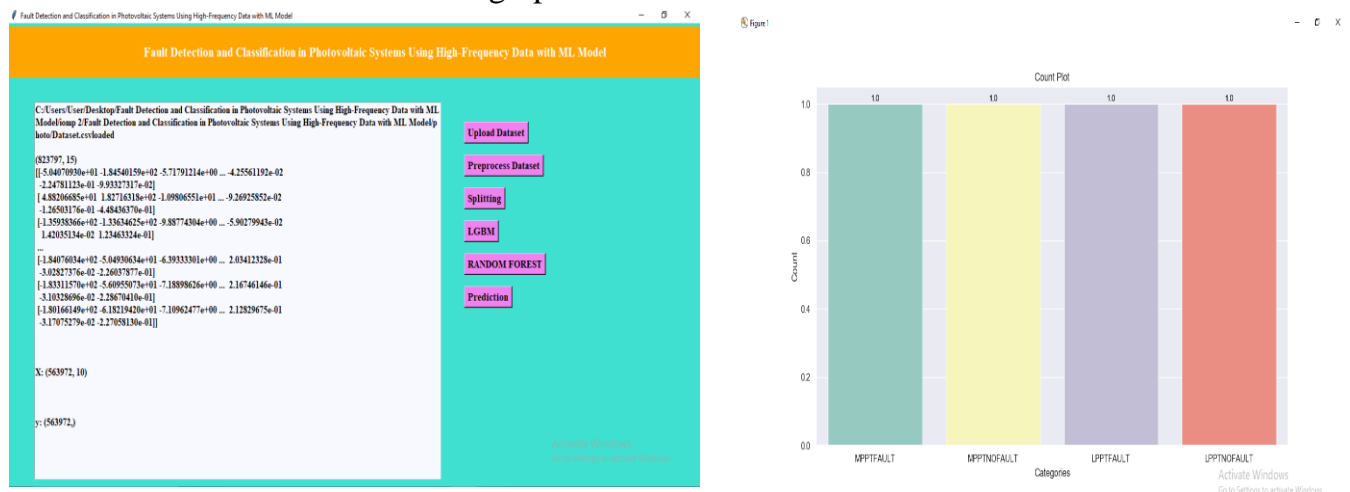 Fault Detection and Classification in Photovoltaic Systems Using High-Frequency Data with ML Model
Fault Detection and Classification in Photovoltaic Systems Using High-Frequency Data with ML Model
C:/Users/User/Desktop/Fault Detection and Classification in Photovoltaic Systems Using High-Frequency Data with ML
Model/iomp 2/Fault Detection and Classification in Photovoltaic Systems Using High-Frequency Data with ML Model/p
hoto/Dataset.csvloaded
(823797, 15)
[[-5.04070930e+01 -1.84540159e+02 -5.71791214e+00 ... -4.25561192e-02
-2.24781123e-01 -9.93327317e-02]
[ 4.88206685e+01 1.82716318e+02 -1.09806551e+01 ... -9.26925852e-02
-1.26503176e-01 -4.48436370e-01]
[-1.35938366e+02 -1.33634625e+02 -9.88774304e+00 ... -5.90279943e-02
1.42035134e-02 1.23463324e-01]
...
[-1.84076034e+02 -5.04930634e+01 -6.39333301e+00 ... 2.03412328e-01
-3.02827376e-02 -2.26037877e-01]
[-1.83311570e+02 -5.60955073e+01 -7.18898626e+00 ... 2.16746146e-01
-3.10328696e-02 -2.28670410e-01]
[-1.80166149e+02 -6.18219420e+01 -7.10962477e+00 ... 2.12829675e-01
-3.17075279e-02 -2.27058130e-01]]
X: (563972, 10)
y: (563972,)
Upload Dataset
Preprocess Dataset
Splitting
LGBM
RANDOM FOREST
Prediction
Activate Windows
Figure 1
Count Plot
1.0 1.0 1.0 1.0
1.0
0.8
0.6
0.4
0.2
0.0
Count
MPPTFAULT MPPTNOFAULT LPPTFAULT LPPTNOFAULT
Categories
Activate Windows
Go to Settings to activate Windows.